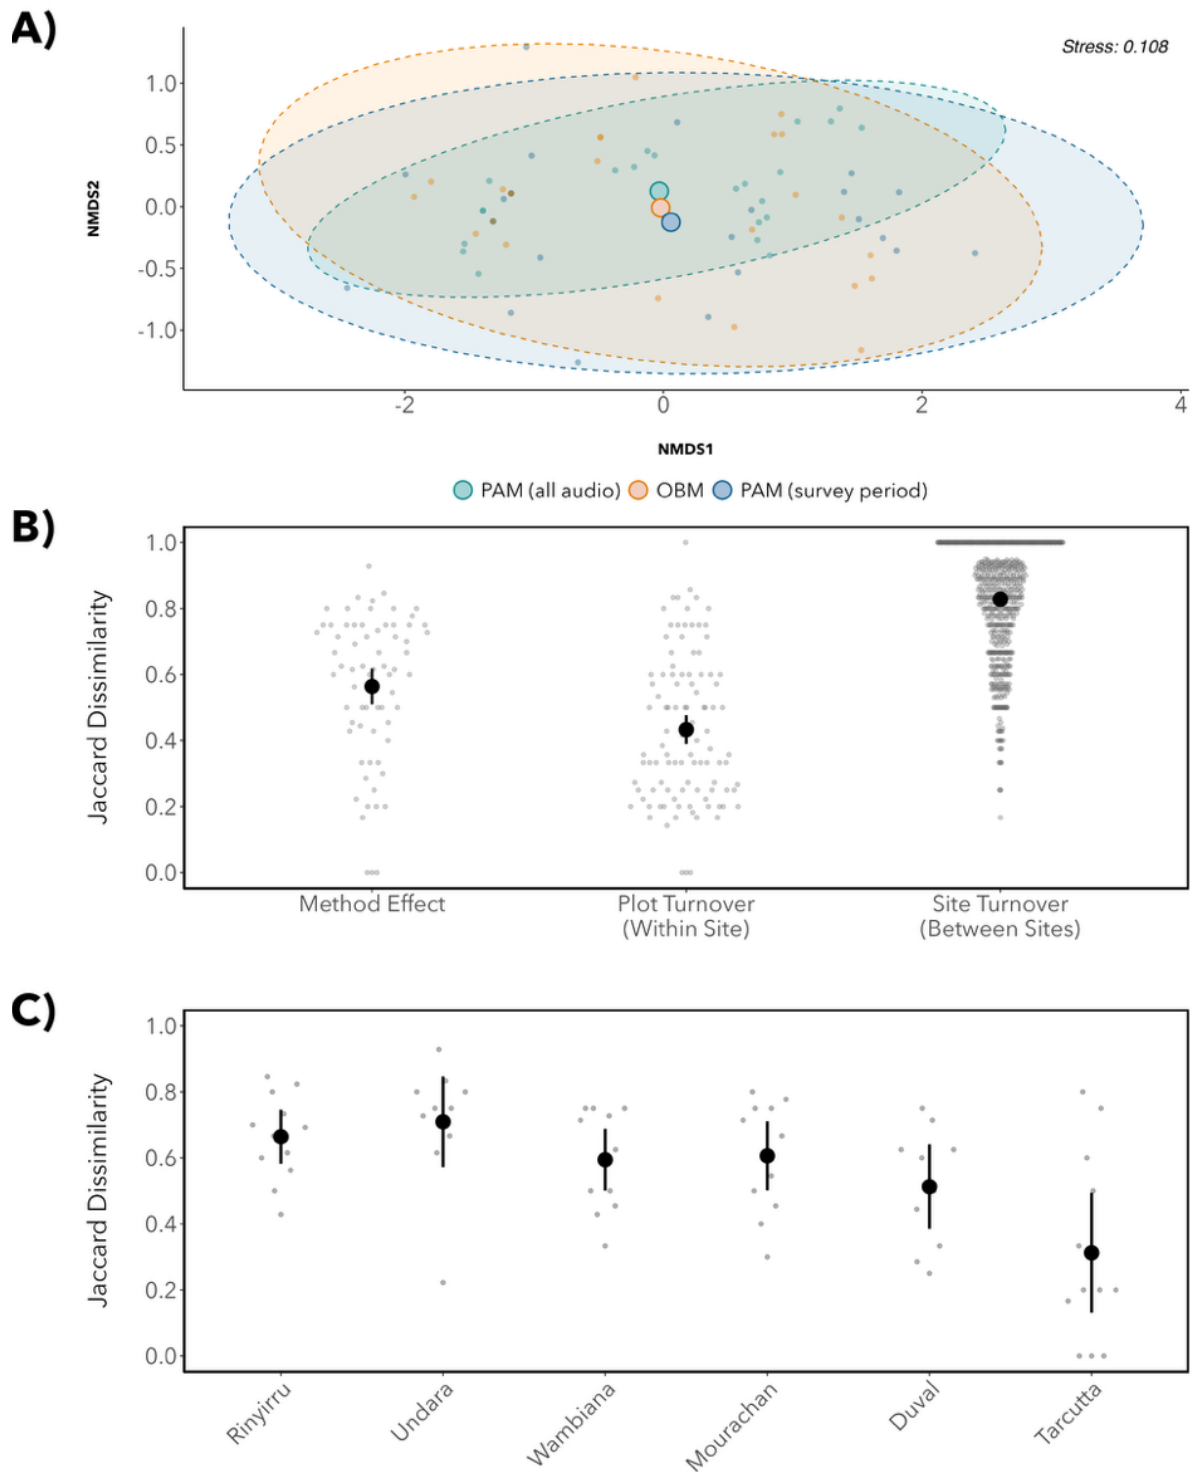 A)
Stress: 0.108
1.0
0.5
0.0
-0.5
-1.0
NMDS2
-2 0 2 4
NMDS1
PAM (all audio) OBM PAM (survey period)
B)
1.0
0.8
0.6
0.4
0.2
0.0
Jaccard Dissimilarity
Method Effect Plot Turnover Site Turnover
(Within Site) (Between Sites)
C)
1.0
0.8
0.6
0.4
0.2
0.0
Jaccard Dissimilarity
Rinyirru Undara Wambiana Mourachan Duval Tarcutta